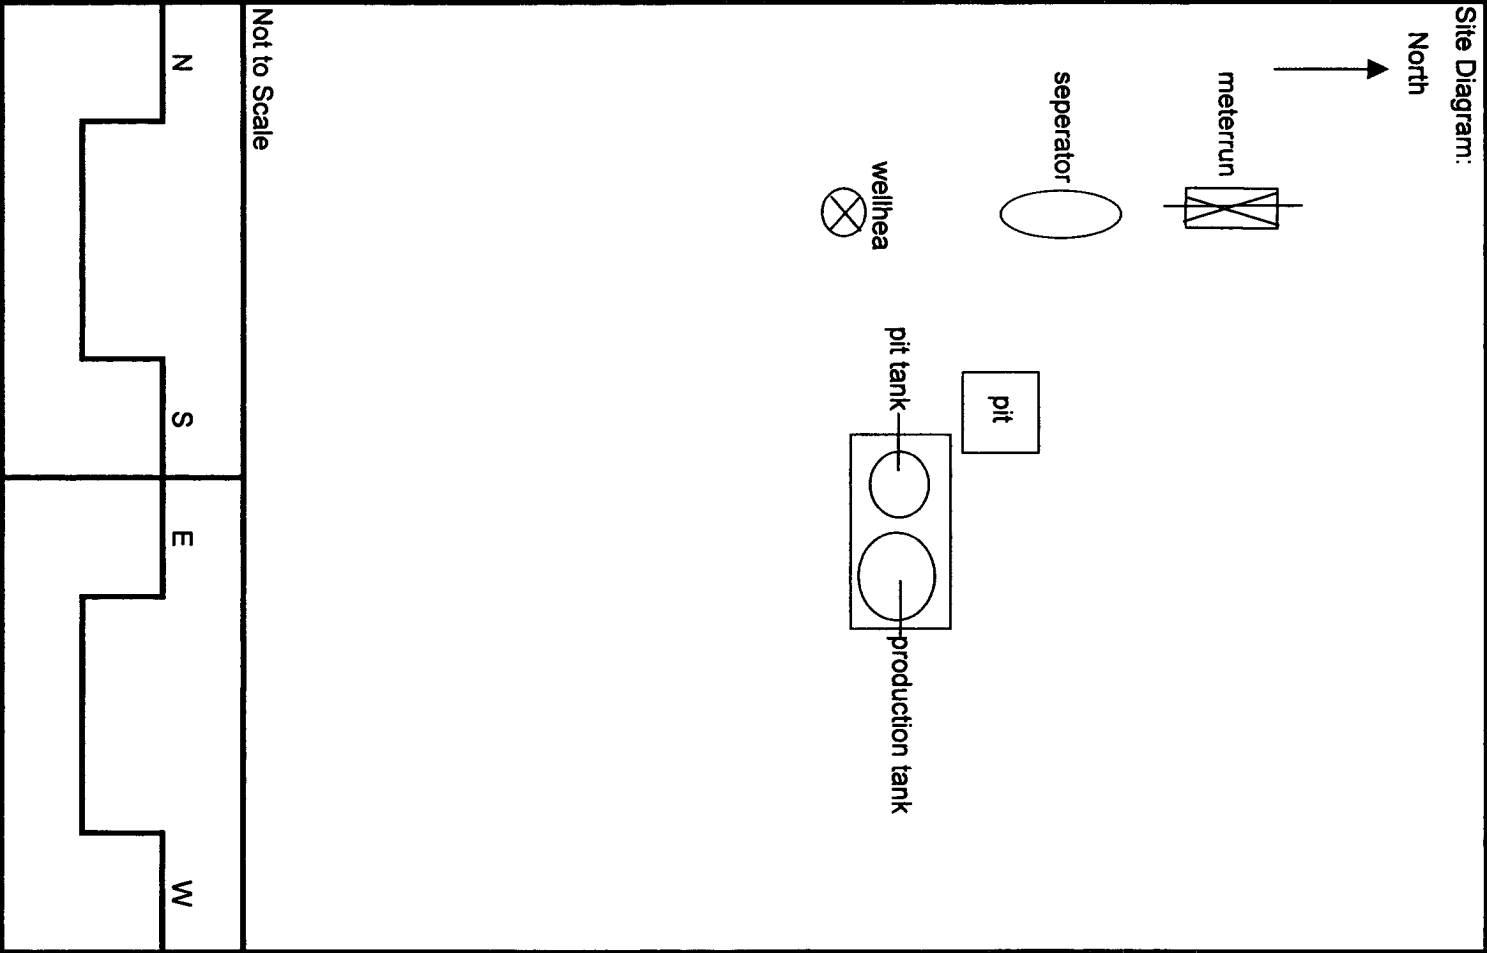 Site Diagram:
North
meterrun
seperator
wellhea
pit
pit tank
production tank
Not to Scale
N
S
E
W